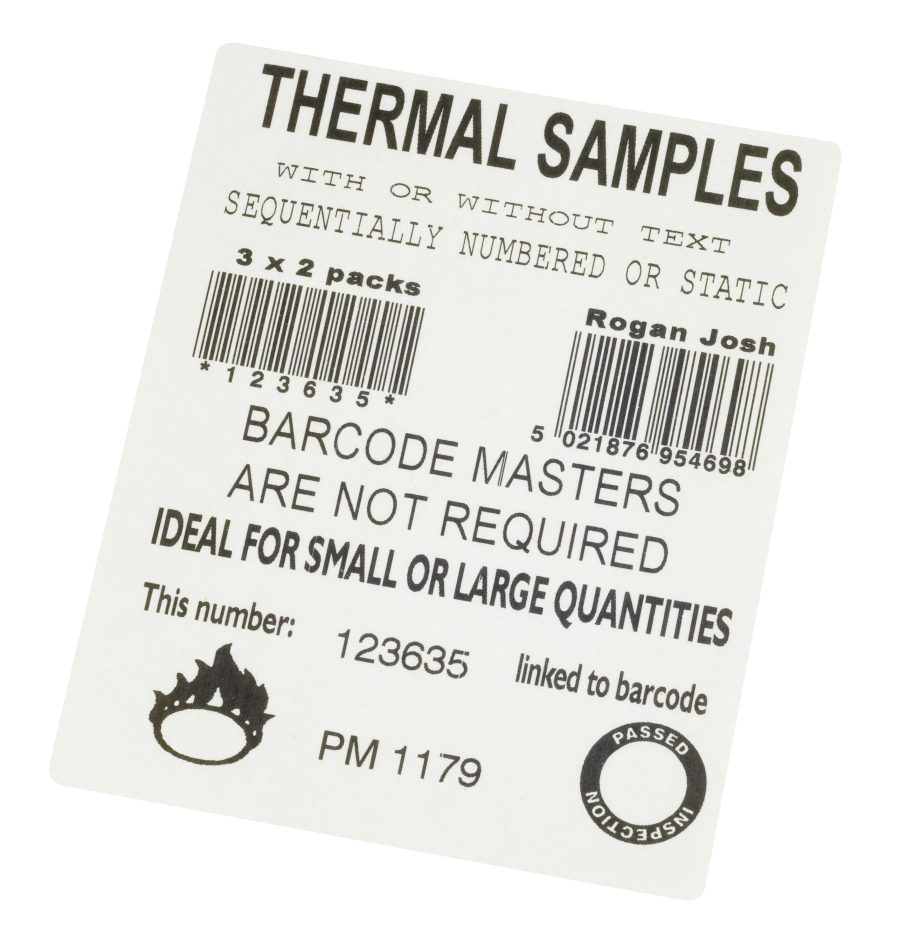 THERMAL SAMPLES
WITH OR WITHOUT TEXT
SEQUENTIALLY NUMBERED OR STATIC
3 x 2 packs
*123635*
Rogan Josh
5 021876 954698
BARCODE MASTERS
ARE NOT REQUIRED
IDEAL FOR SMALL OR LARGE QUANTITIES
This number: 123635 linked to barcode
PM 1179
PASSED
INSPECTION